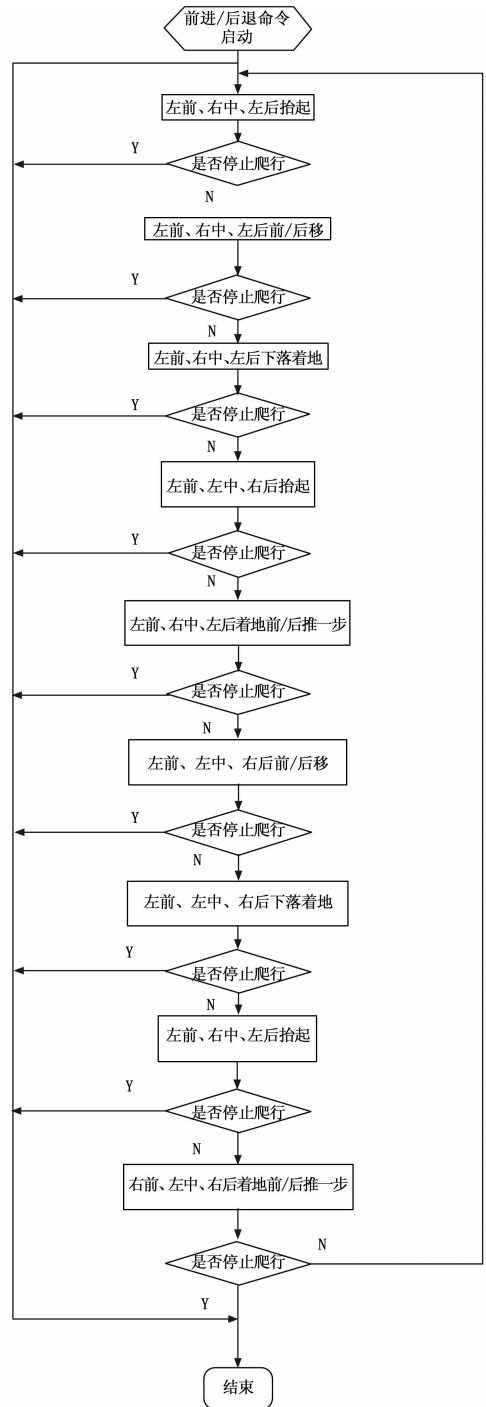 前进/后退命令
启动
左前、右中、左后抬起
Y
是否停止爬行
N
左前、右中、左后前/后移
Y
是否停止爬行
N
左前、右中、左后下落着地
Y
是否停止爬行
N
左前、左中、右后抬起
Y
是否停止爬行
N
左前、右中、左后着地前/后推一步
Y
是否停止爬行
N
左前、左中、右后前/后移
Y
是否停止爬行
N
左前、左中、右后下落着地
Y
是否停止爬行
N
左前、右中、左后抬起
Y
是否停止爬行
N
右前、左中、右后着地前/后推一步
N
是否停止爬行
Y
结束